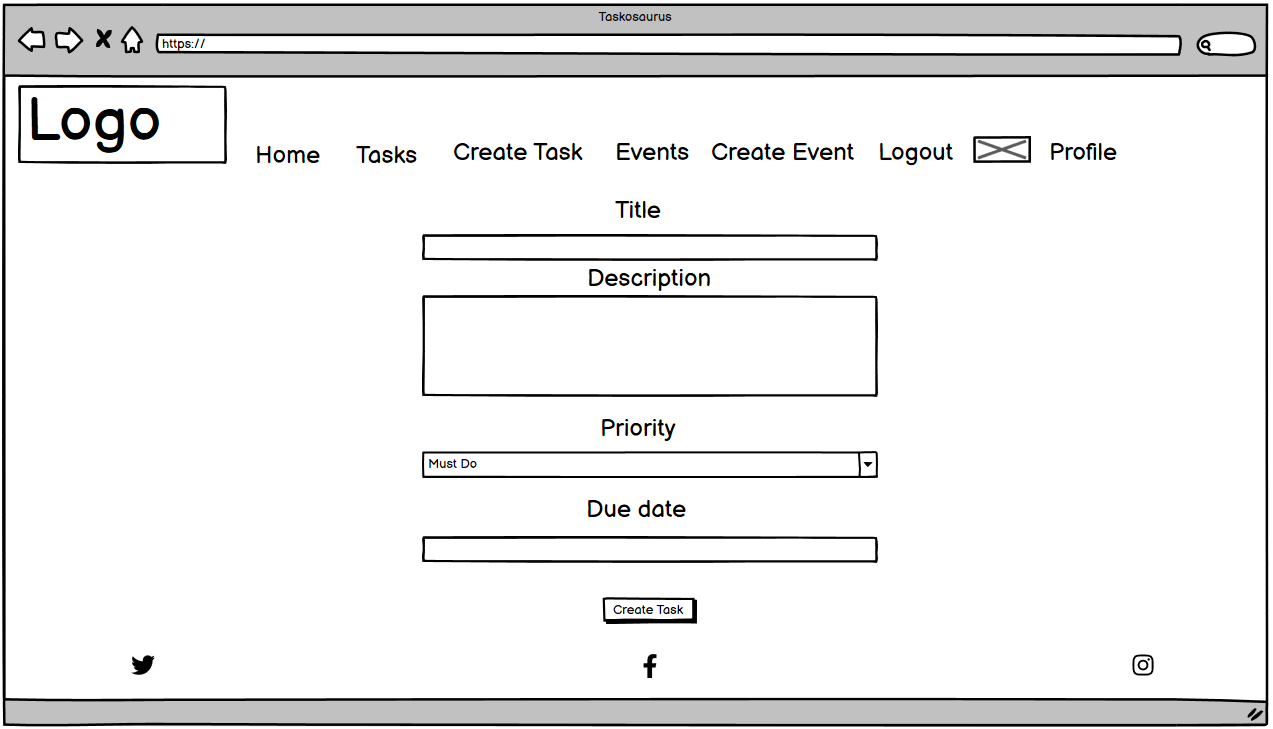 Taskosaurus
https://
Logo
Home Tasks Create Task Events Create Event Logout Profile
Title
Description
Priority
Must Do
Due date
Create Task